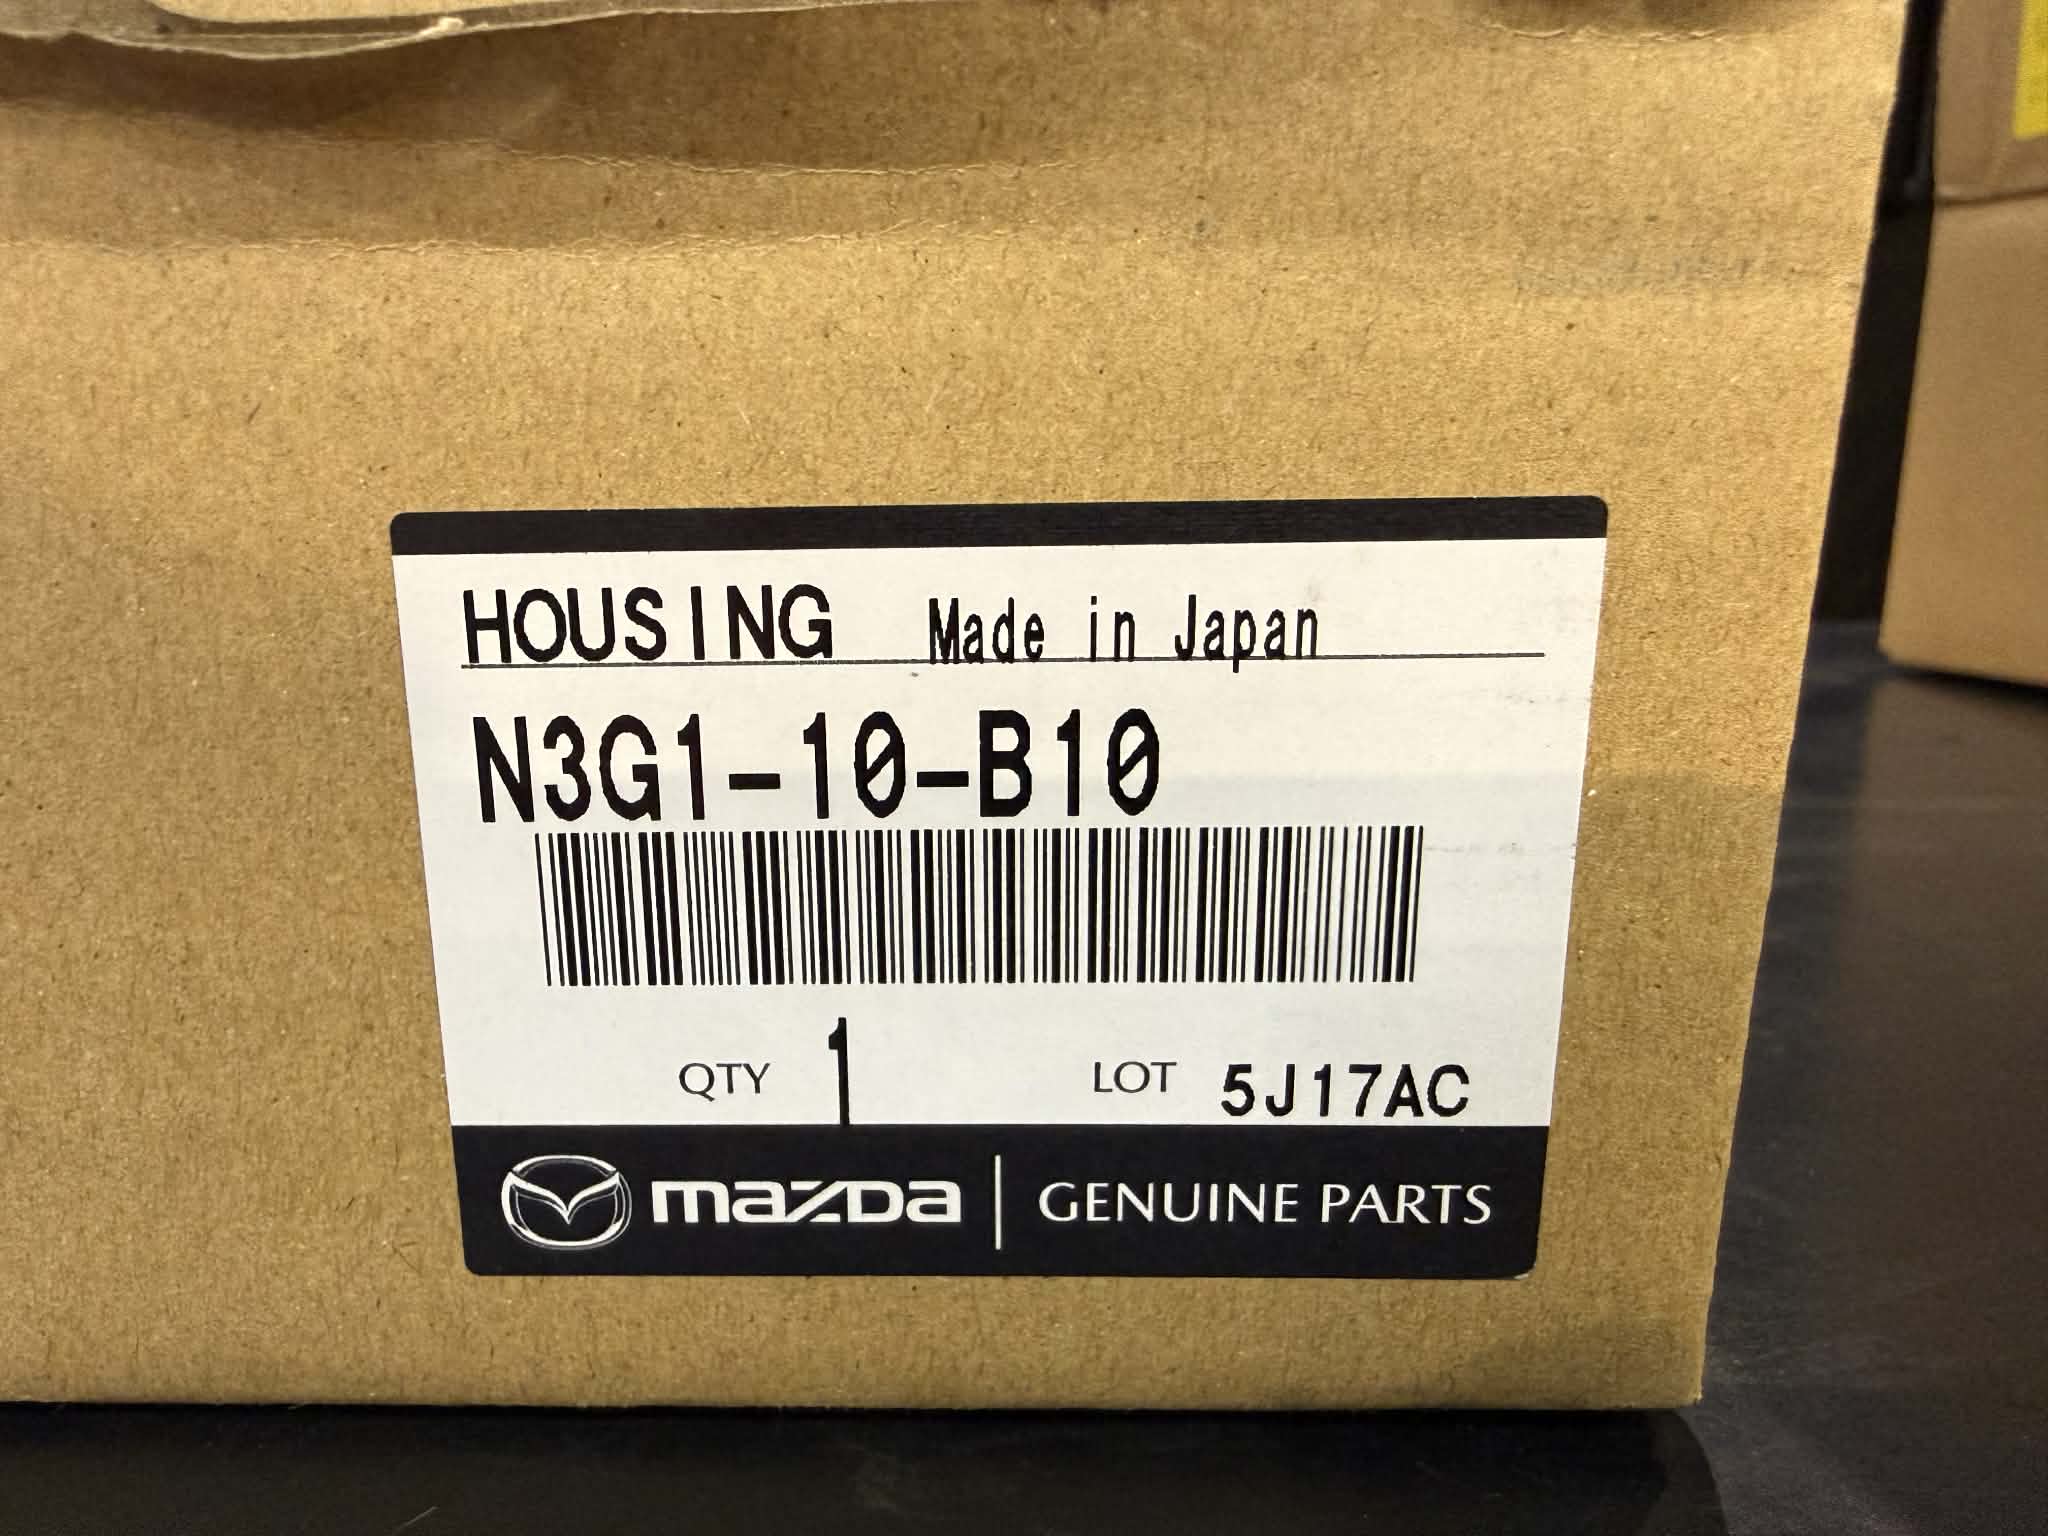 HOUSING Made in Japan
N3G1-10-B10
QTY 1 LOT 5J17AC
mazda GENUINE PARTS